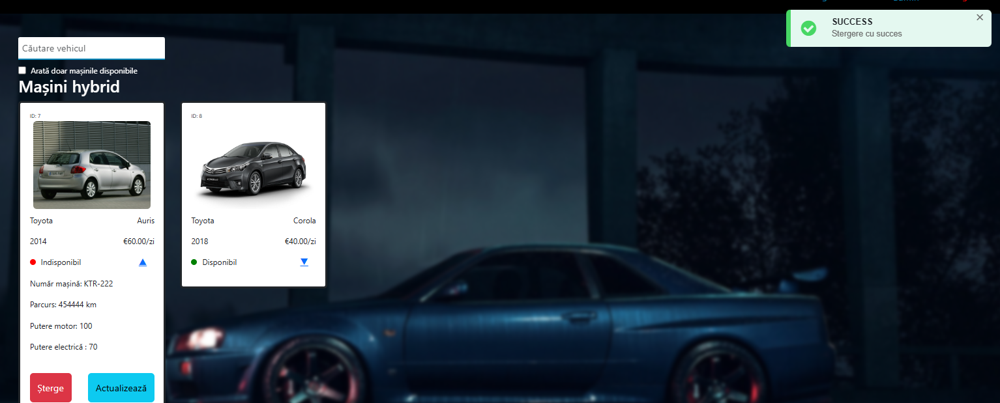 SUCCESS
Stergere cu succes
Căutare vehicul
Arată doar mașinile disponibile
Mașini hybrid
ID: 7
Toyota Auris
2014 €60.00/zi
Indisponibil
Număr mașină: KTR-222
Parcurs: 454444 km
Putere motor: 100
Putere electrică : 70
Șterge Actualizează
ID: 8
Toyota Corola
2018 €40.00/zi
Disponibil